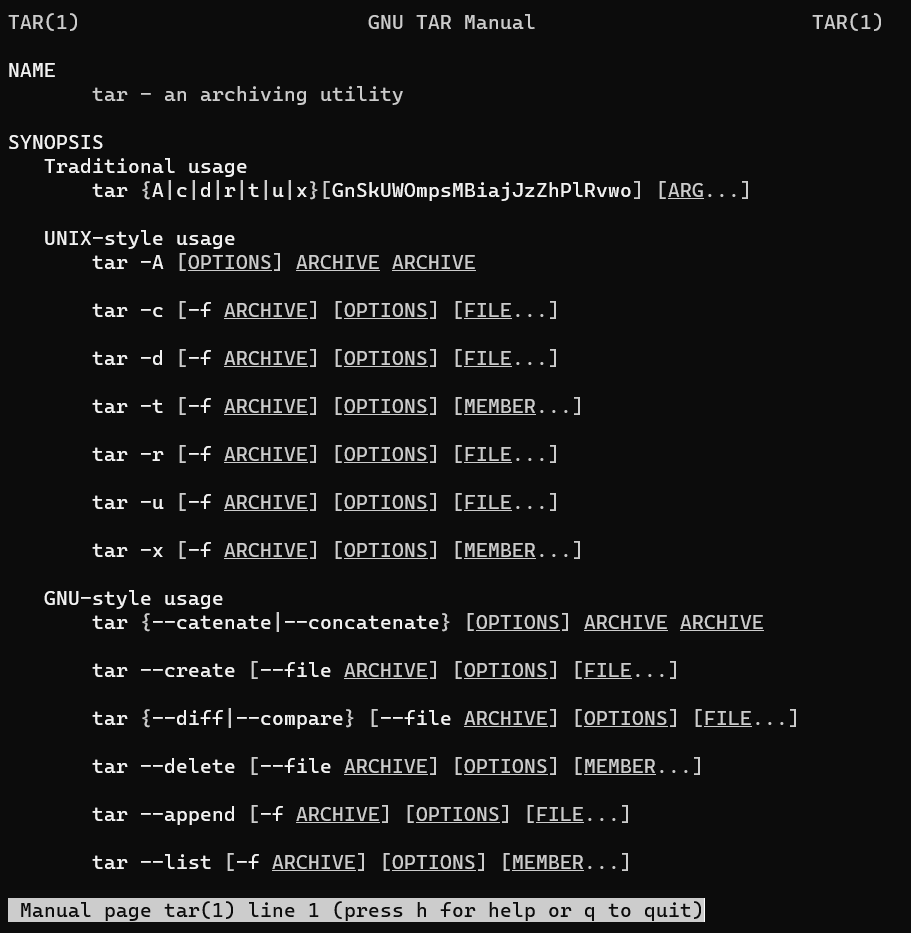 TAR(1) GNU TAR Manual TAR(1)
NAME
tar - an archiving utility
SYNOPSIS
Traditional usage
tar {A|c|d|r|t|u|x}[GnSkUWOmpsMBiajJzZhPlRvwo] [ARG...]
UNIX-style usage
tar -A [OPTIONS] ARCHIVE ARCHIVE
tar -c [-f ARCHIVE] [OPTIONS] [FILE...]
tar -d [-f ARCHIVE] [OPTIONS] [FILE...]
tar -t [-f ARCHIVE] [OPTIONS] [MEMBER...]
tar -r [-f ARCHIVE] [OPTIONS] [FILE...]
tar -u [-f ARCHIVE] [OPTIONS] [FILE...]
tar -x [-f ARCHIVE] [OPTIONS] [MEMBER...]
GNU-style usage
tar {--catenate|--concatenate} [OPTIONS] ARCHIVE ARCHIVE
tar --create [--file ARCHIVE] [OPTIONS] [FILE...]
tar {--diff|--compare} [--file ARCHIVE] [OPTIONS] [FILE...]
tar --delete [--file ARCHIVE] [OPTIONS] [MEMBER...]
tar --append [-f ARCHIVE] [OPTIONS] [FILE...]
tar --list [-f ARCHIVE] [OPTIONS] [MEMBER...]
Manual page tar(1) line 1 (press h for help or q to quit)